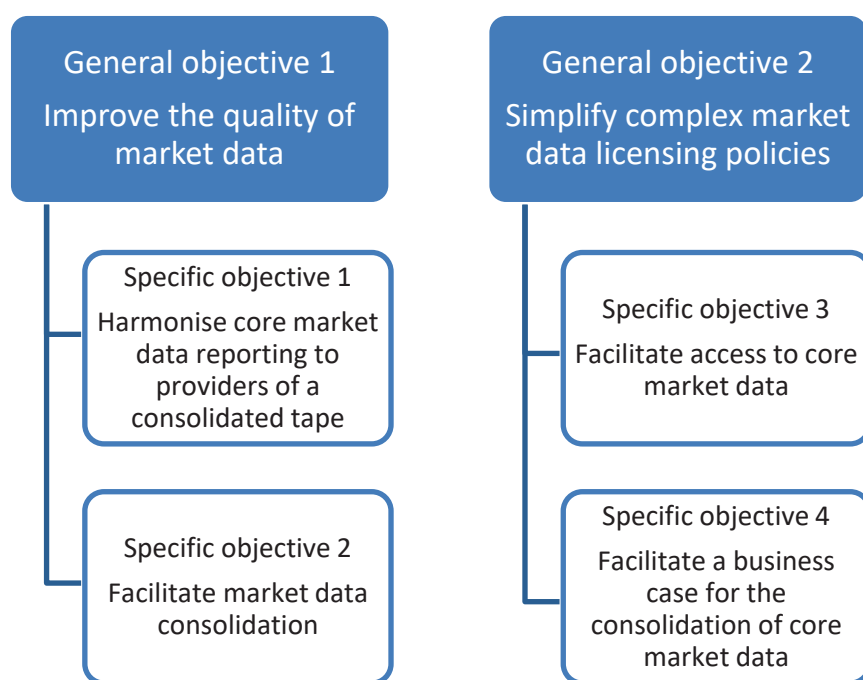 General objective 1
Improve the quality of
market data
Specific objective 1
Harmonise core market
data reporting to
providers of a
consolidated tape
Specific objective 2
Facilitate market data
consolidation
General objective 2
Simplify complex market
data licensing policies
Specific objective 3
Facilitate access to core
market data
Specific objective 4
Facilitate a business
case for the
consolidation of core
market data